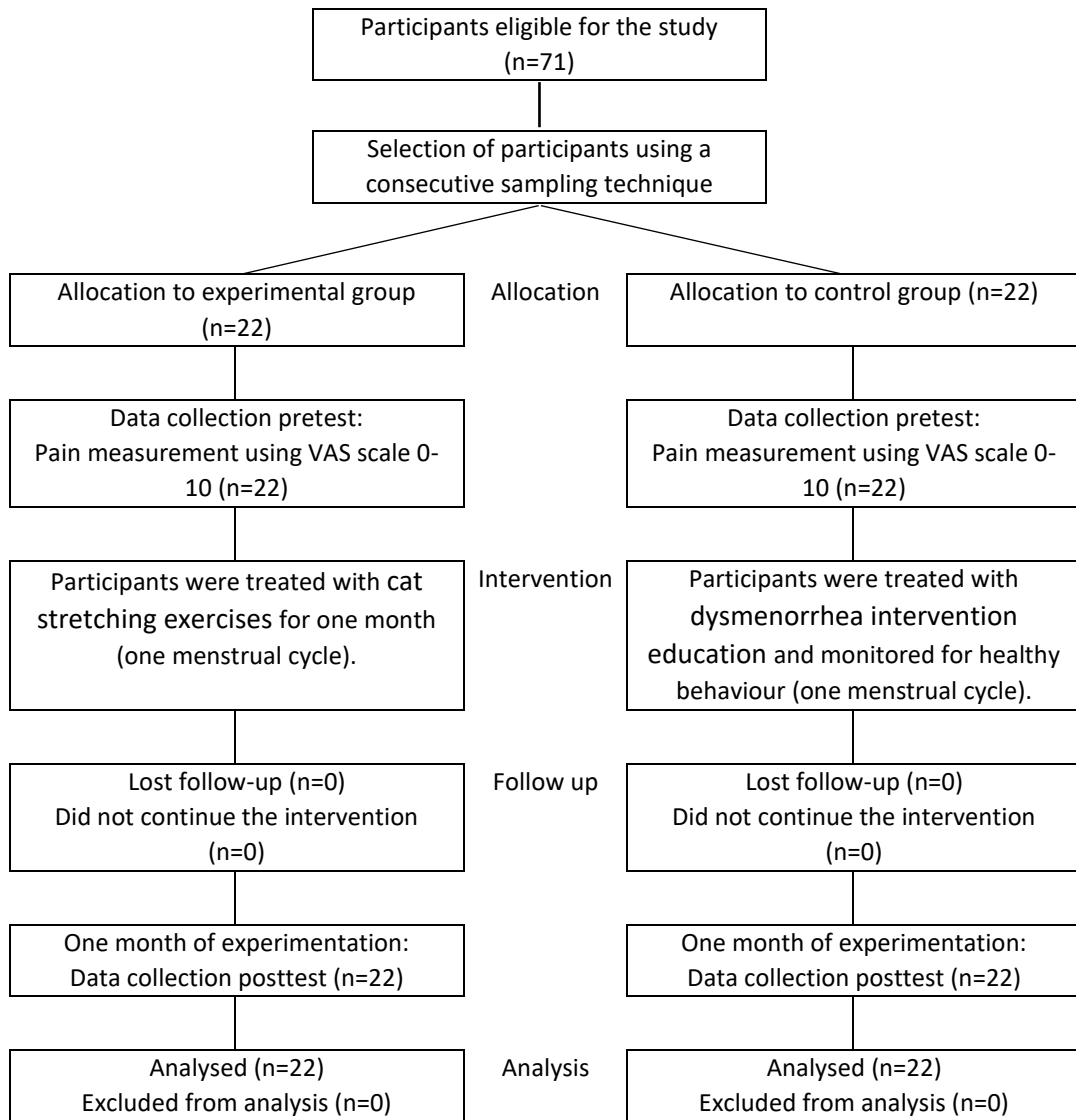 Participants eligible for the study
(n=71)
Selection of participants using a
consecutive sampling technique
Allocation to experimental group
(n=22)
Allocation
Allocation to control group (n=22)
Data collection pretest:
Pain measurement using VAS scale 0-
10 (n=22)
Data collection pretest:
Pain measurement using VAS scale 0-
10 (n=22)
Participants were treated with cat
stretching exercises for one month
(one menstrual cycle).
Intervention
Participants were treated with
dysmenorrhea intervention
education and monitored for healthy
behaviour (one menstrual cycle).
Lost follow-up (n=0)
Did not continue the intervention
(n=0)
Follow up
Lost follow-up (n=0)
Did not continue the intervention
(n=0)
One month of experimentation:
Data collection posttest (n=22)
One month of experimentation:
Data collection posttest (n=22)
Analysed (n=22)
Excluded from analysis (n=0)
Analysis
Analysed (n=22)
Excluded from analysis (n=0)